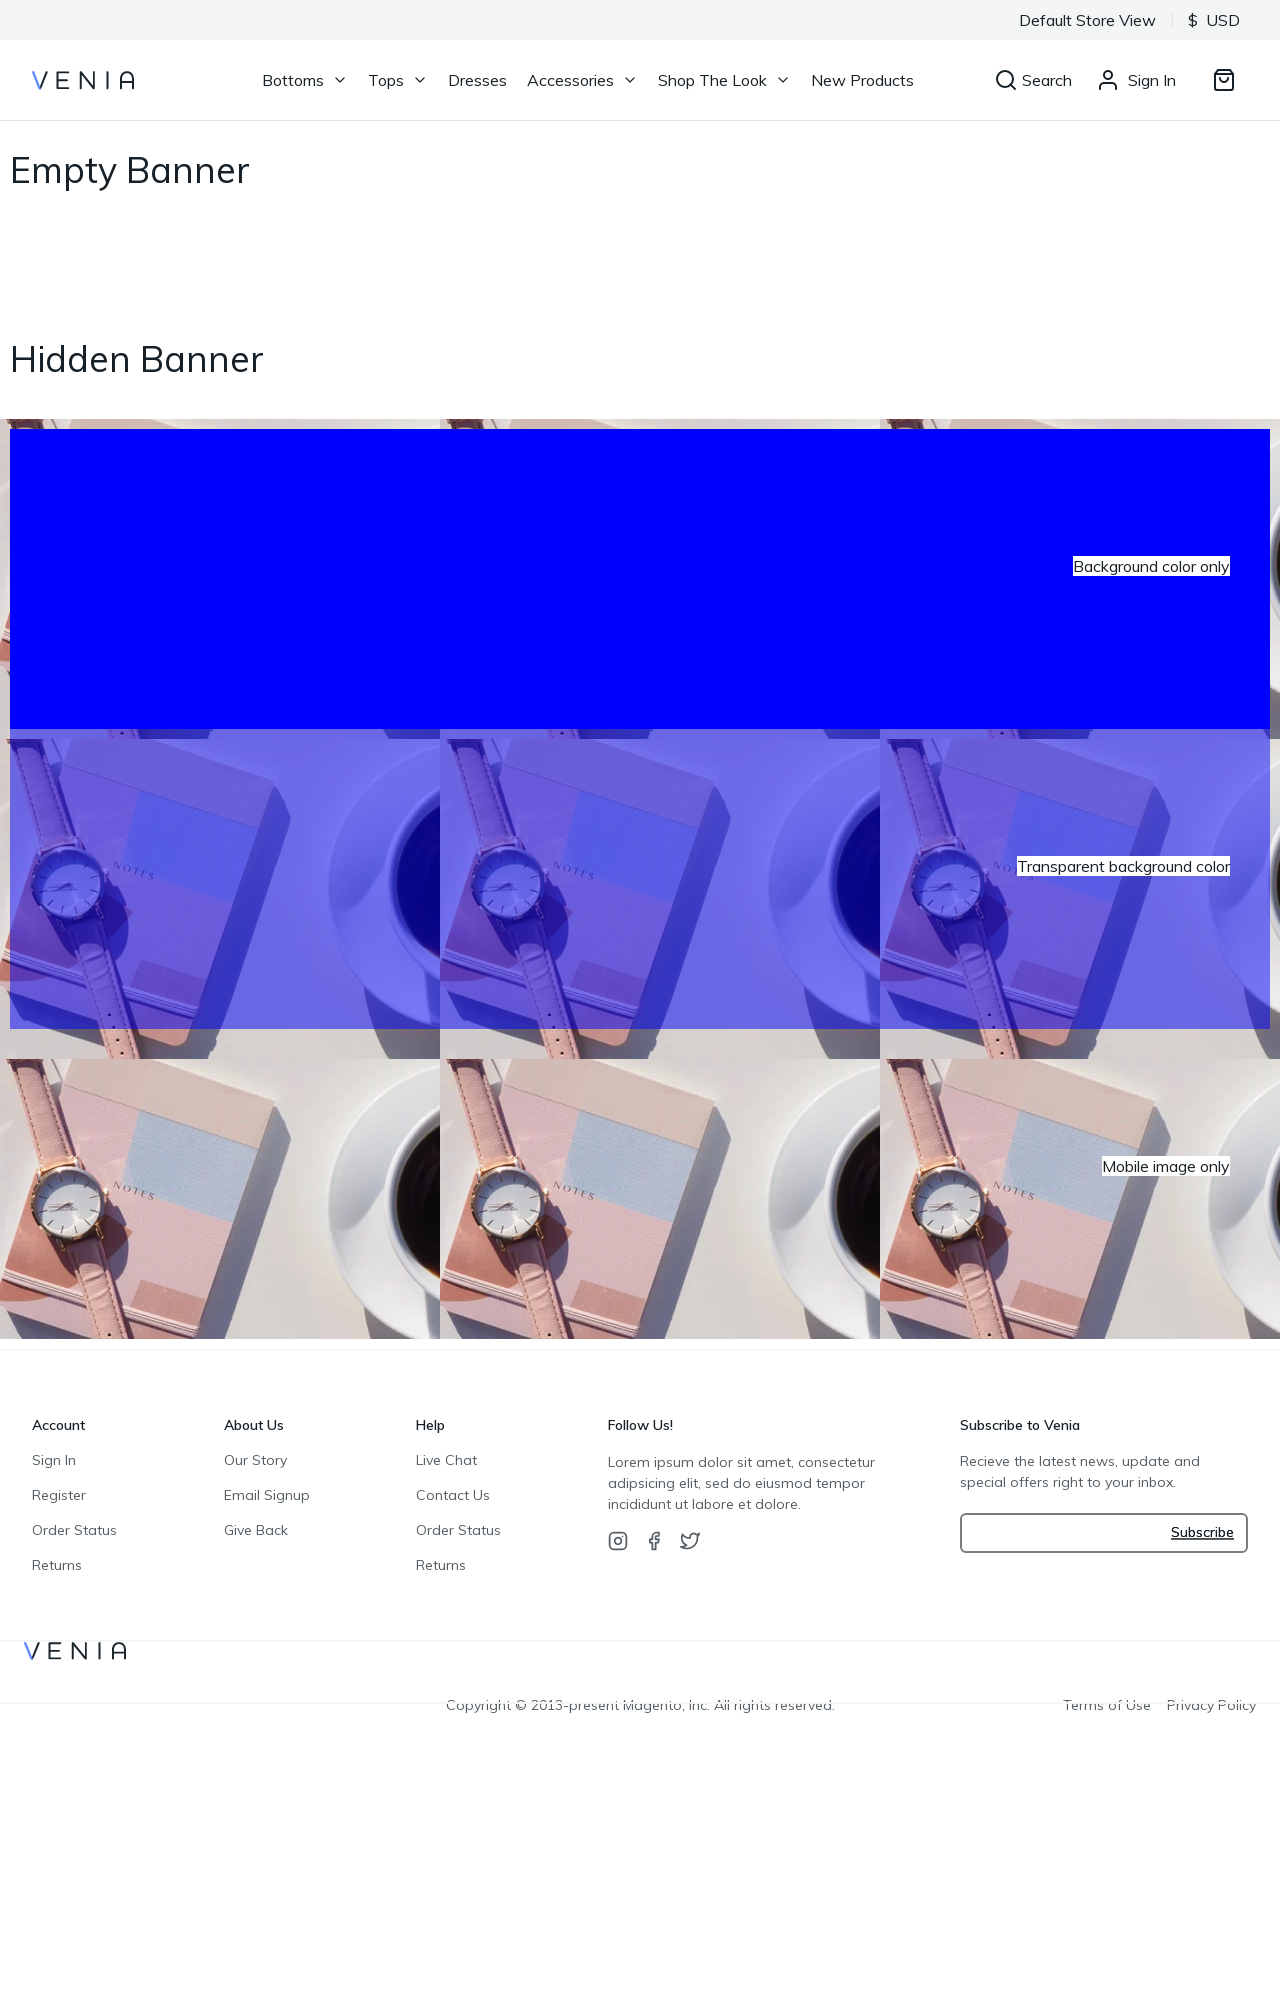 Default Store View
$ USD
VENIA
Bottoms
Tops
Dresses
Accessories
Shop The Look
New Products
Search
Sign In
Empty Banner
Hidden Banner
Background color only
NOTES
NOTES
NOTES
Transparent background color
NOTES
NOTES
NOTES
Mobile image only
Account
Sign In
Register
Order Status
Returns
About Us
Our Story
Email Signup
Give Back
Help
Live Chat
Contact Us
Order Status
Returns
Follow Us!
Lorem ipsum dolor sit amet, consectetur
adipsicing elit, sed do eiusmod tempor
incididunt ut labore et dolore.
Subscribe to Venia
Recieve the latest news, update and
special offers right to your inbox.
Subscribe
VENIA
Copyright © 2013-present Magento, Inc. All rights reserved.
Terms of Use
Privacy Policy